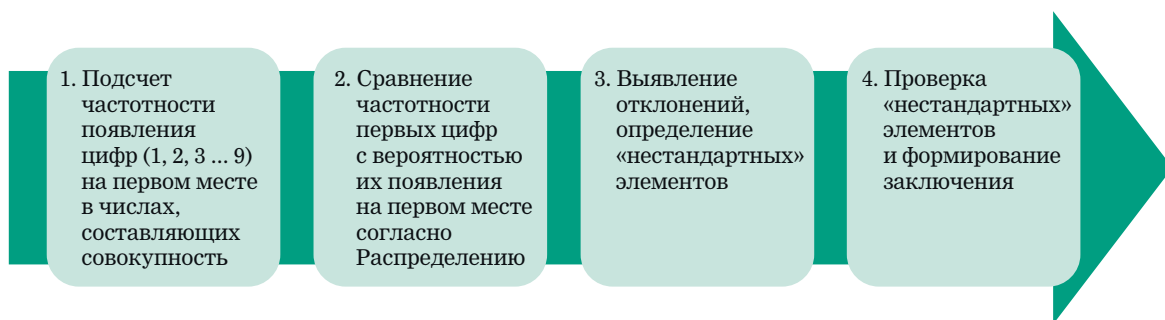 1. Подсчет
частотности
появления
цифр (1, 2, 3 ... 9)
на первом месте
в числах,
составляющих
совокупность
2. Сравнение
частотности
первых цифр
с вероятностью
их появления
на первом месте
согласно
Распределению
3. Выявление
отклонений,
определение
«нестандартных»
элементов
4. Проверка
«нестандартных»
элементов
и формирование
заключения